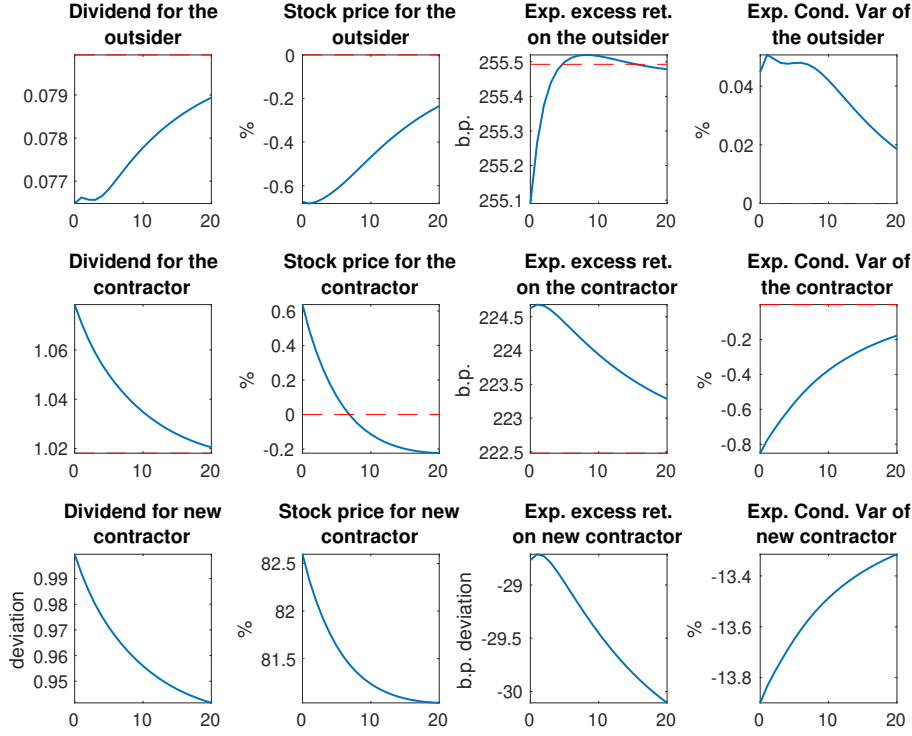 Dividend for the outsider
Stock price for the outsider
Exp. excess ret. on the outsider
Exp. Cond. Var of the outsider
0.079
0.078
0.077
0 10 20
%
0
-0.2
-0.4
-0.6
0 10 20
b.p.
255.5
255.4
255.3
255.2
255.1
0 10 20
%
0.04
0.02
0
0 10 20
Dividend for the contractor
Stock price for the contractor
Exp. excess ret. on the contractor
Exp. Cond. Var of the contractor
1.06
1.04
1.02
0 10 20
%
0.6
0.4
0.2
0
-0.2
0 10 20
b.p.
224.5
224
223.5
223
222.5
0 10 20
%
-0.2
-0.4
-0.6
-0.8
0 10 20
Dividend for new contractor
Stock price for new contractor
Exp. excess ret. on new contractor
Exp. Cond. Var of new contractor
deviation
0.99
0.98
0.97
0.96
0.95
0 10 20
%
82.5
82
81.5
0 10 20
b.p. deviation
-29
-29.5
-30
0 10 20
%
-13.4
-13.6
-13.8
0 10 20